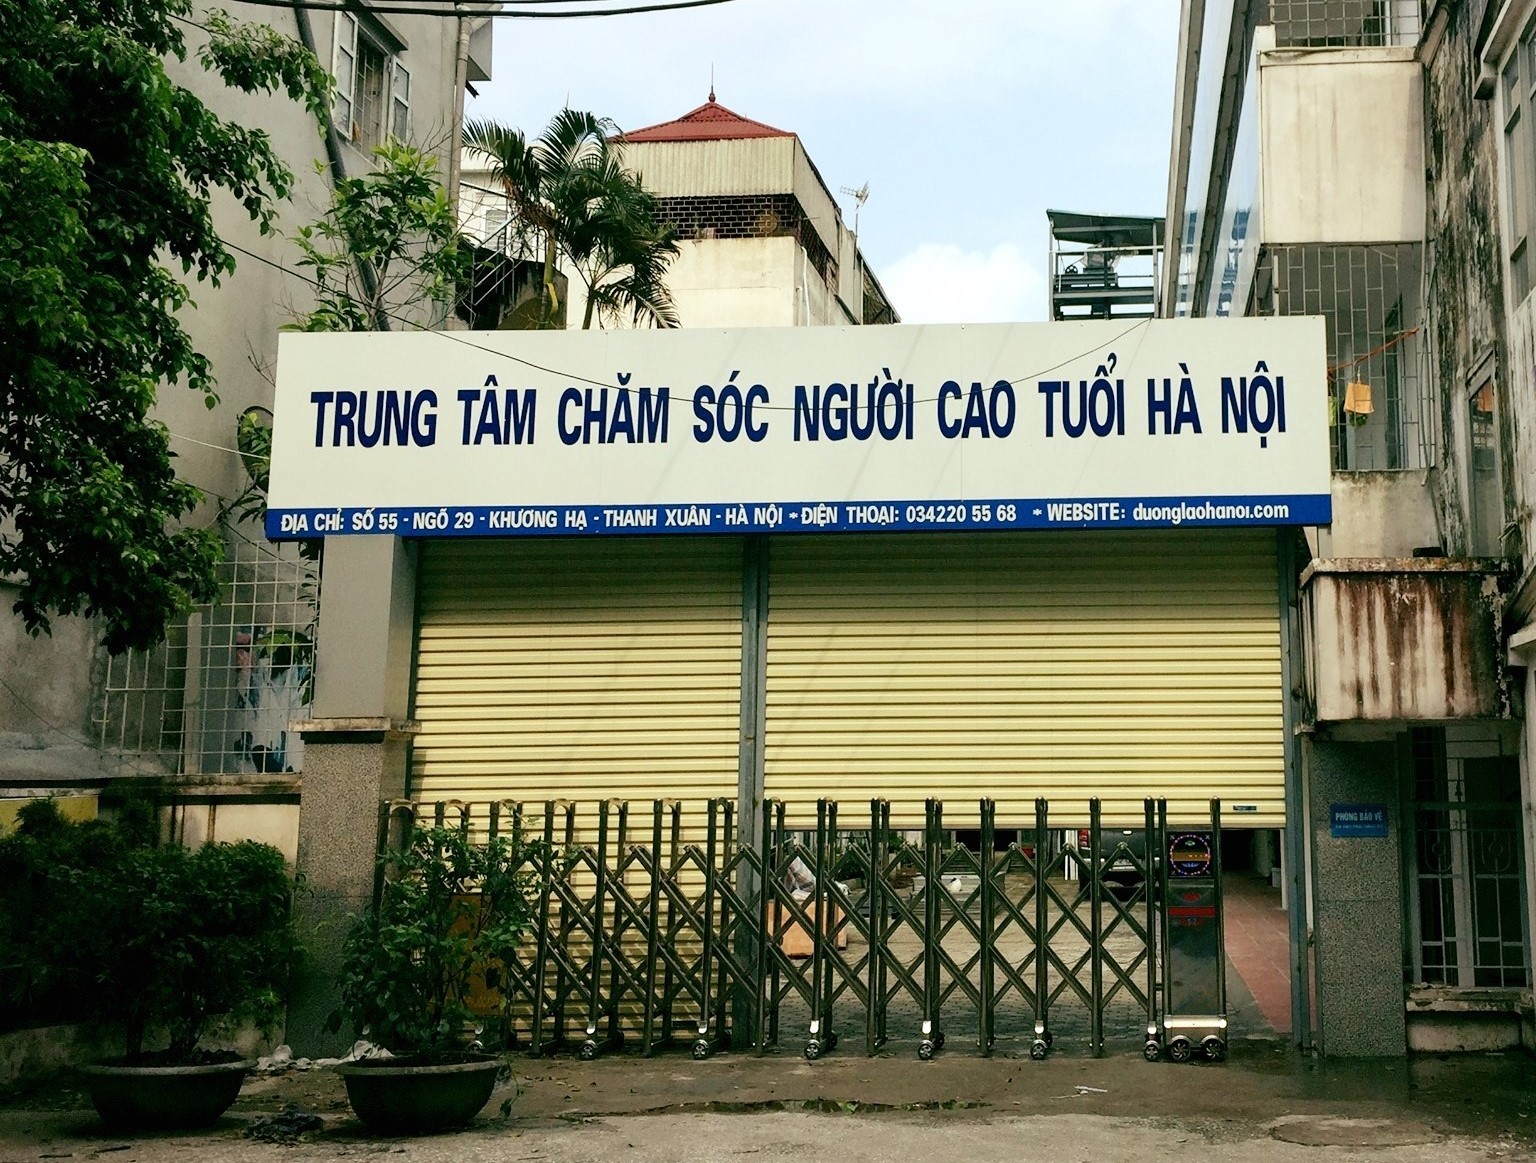 TRUNG TÂM CHĂM SÓC NGƯỜI CAO TUỔI HÀ NỘI
ĐỊA CHỈ: SỐ 55 - NGÕ 29 - KHƯƠNG HẠ - THANH XUÂN - HÀ NỘI * ĐIỆN THOẠI: 034220 55 68 * WEBSITE: duonglaohanoi.com
PHÒNG BẢO VỆ